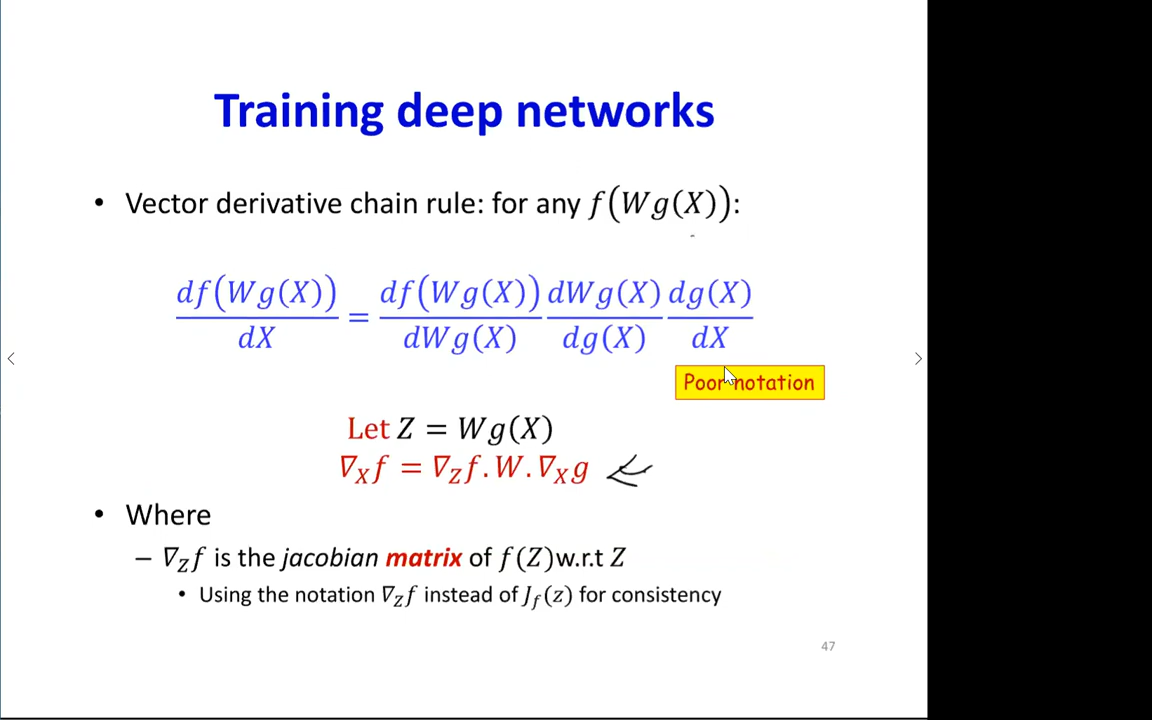 Training deep networks
• Vector derivative chain rule: for any f(Wg(X)):
df(Wg(X))/dX = df(Wg(X))/dWg(X) dWg(X)/dg(X) dg(X)/dX
Poor notation
Let Z = Wg(X)
∇_X f = ∇_Z f . W . ∇_X g
• Where
– ∇_Z f is the jacobian matrix of f(Z)w.r.t Z
• Using the notation ∇_Z f instead of J_f(z) for consistency
47